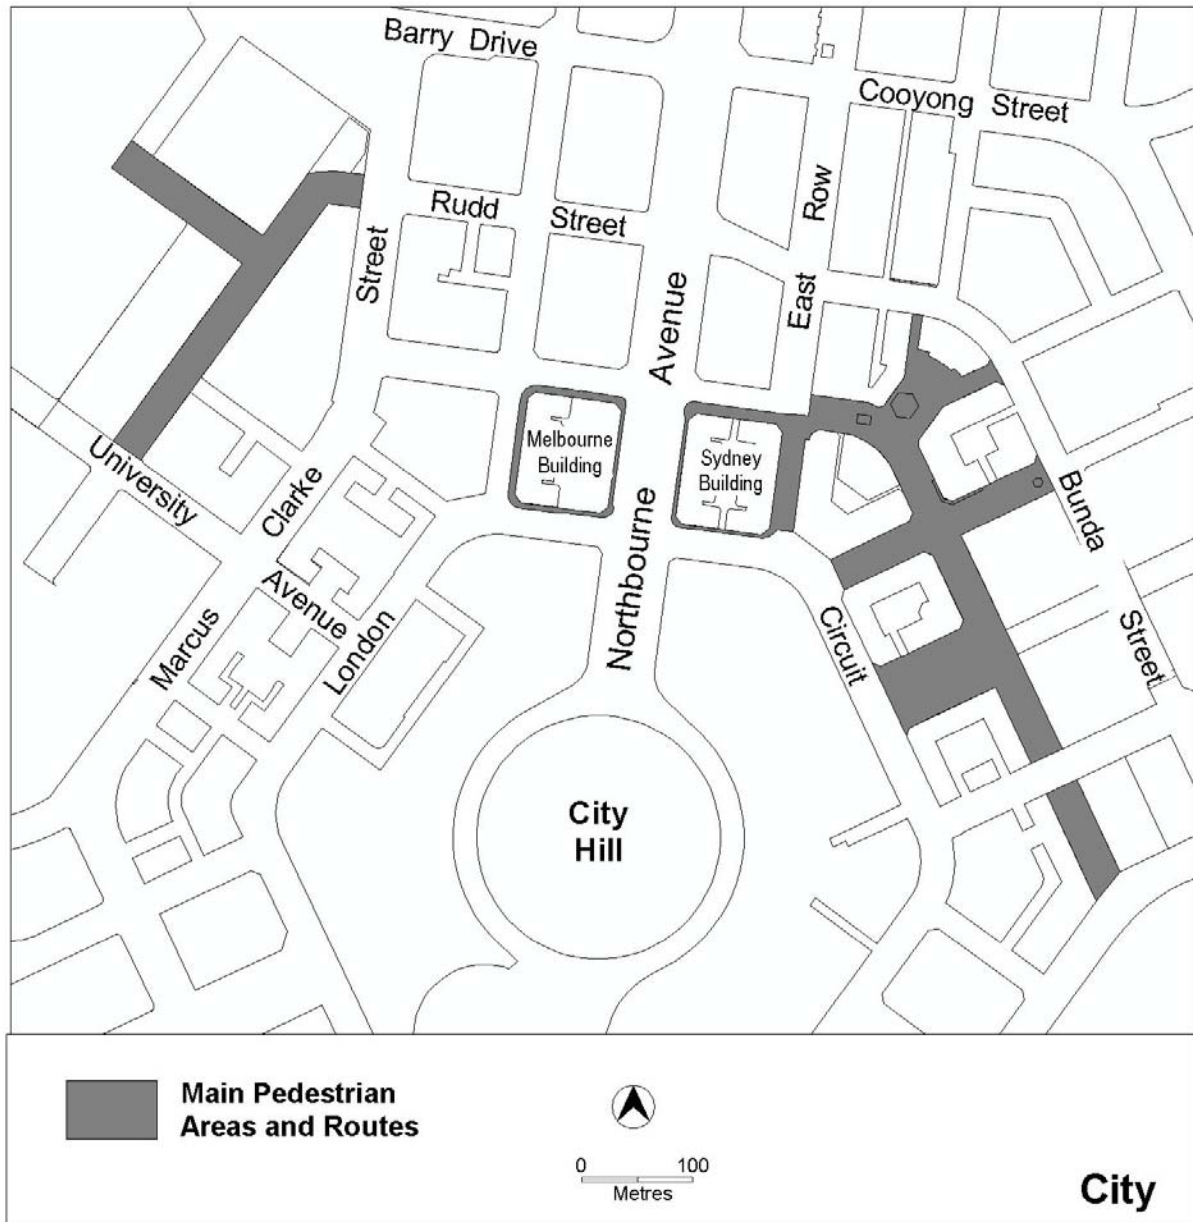 Barry Drive
Cooyong Street
Rudd Street
Row
East
Street
Avenue
Melbourne
Building
Sydney
Building
University
Avenue
Clarke
Marcus
London
Northbourne
Circuit
Bunda
Street
City
Hill
Main Pedestrian
Areas and Routes
0 100
Metres
City